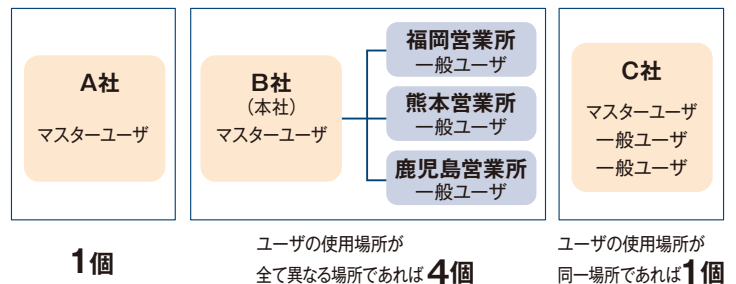 A社
マスターユーザ
B社
(本社)
マスターユーザ
福岡営業所
一般ユーザ
熊本営業所
一般ユーザ
鹿児島営業所
一般ユーザ
C社
マスターユーザ
一般ユーザ
一般ユーザ
1個
ユーザの使用場所が
全て異なる場所であれば4個
ユーザの使用場所が
同一場所であれば1個